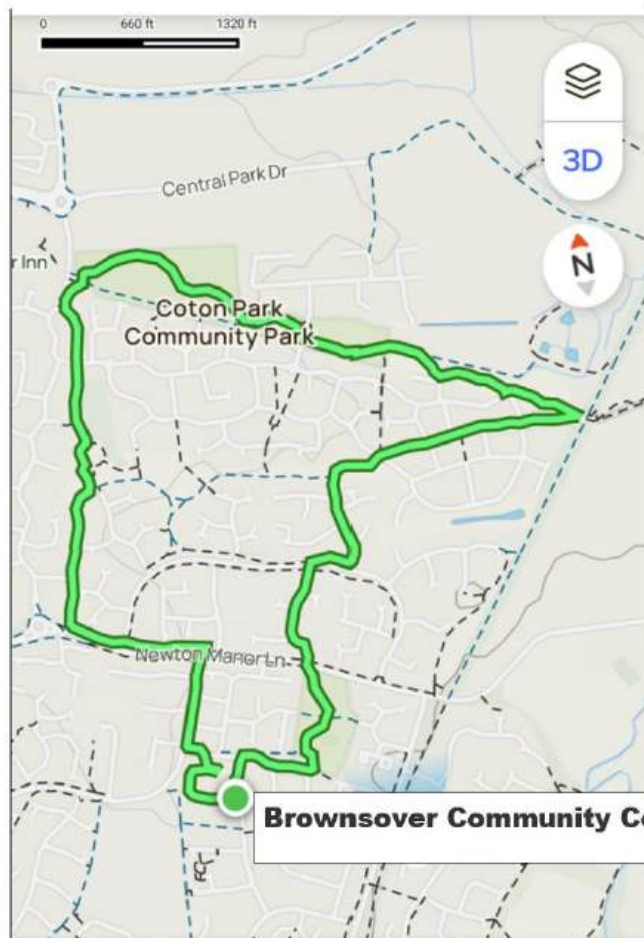 0 660 ft 1320 ft
3D
Central Park Dr
N
r Inn
Coton Park
Community Park
Newton Manor Ln
Brownsover Community Ce